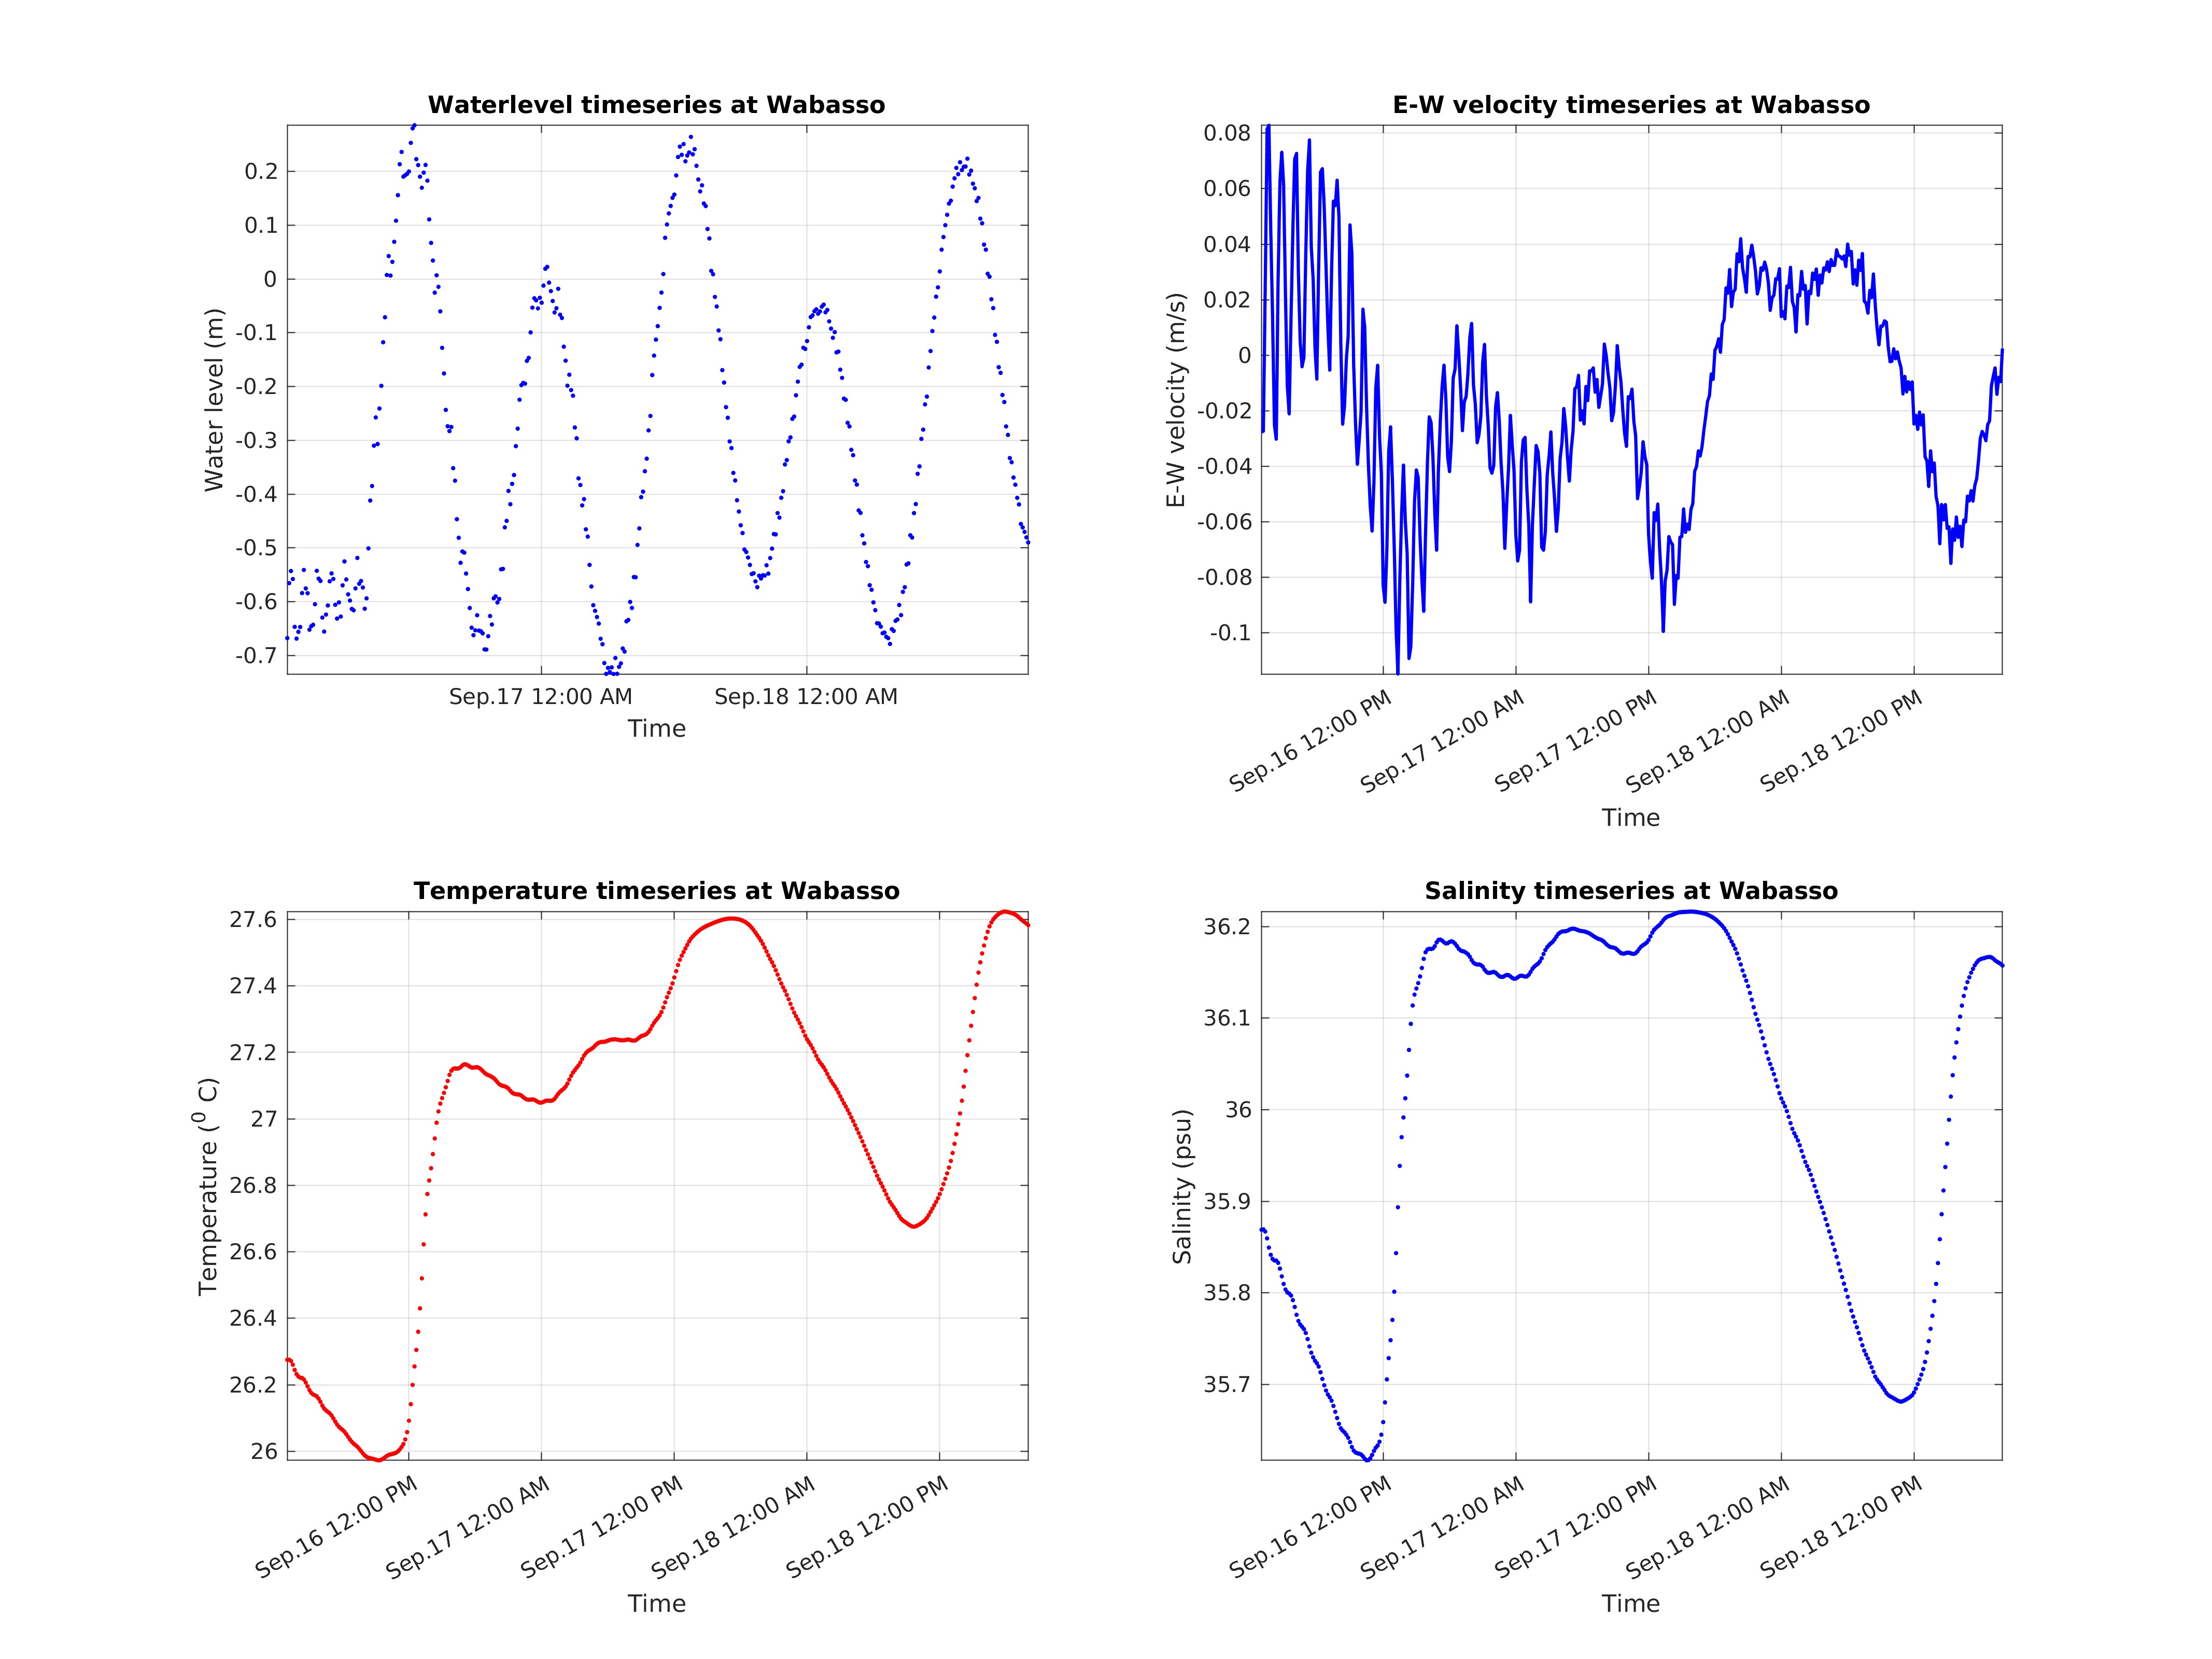 Waterlevel timeseries at Wabasso
0.2
0.1
0
-0.1
-0.2
-0.3
-0.4
-0.5
-0.6
-0.7
Water level (m)
Sep.17 12:00 AM
Sep.18 12:00 AM
Time
E-W velocity timeseries at Wabasso
0.08
0.06
0.04
0.02
0
-0.02
-0.04
-0.06
-0.08
-0.1
E-W velocity (m/s)
Sep.16 12:00 PM
Sep.17 12:00 AM
Sep.17 12:00 PM
Sep.18 12:00 AM
Sep.18 12:00 PM
Time
Temperature timeseries at Wabasso
27.6
27.4
27.2
27
26.8
26.6
26.4
26.2
26
Temperature (⁰ C)
Sep.16 12:00 PM
Sep.17 12:00 AM
Sep.17 12:00 PM
Sep.18 12:00 AM
Sep.18 12:00 PM
Time
Salinity timeseries at Wabasso
36.2
36.1
36
35.9
35.8
35.7
Salinity (psu)
Sep.16 12:00 PM
Sep.17 12:00 AM
Sep.17 12:00 PM
Sep.18 12:00 AM
Sep.18 12:00 PM
Time